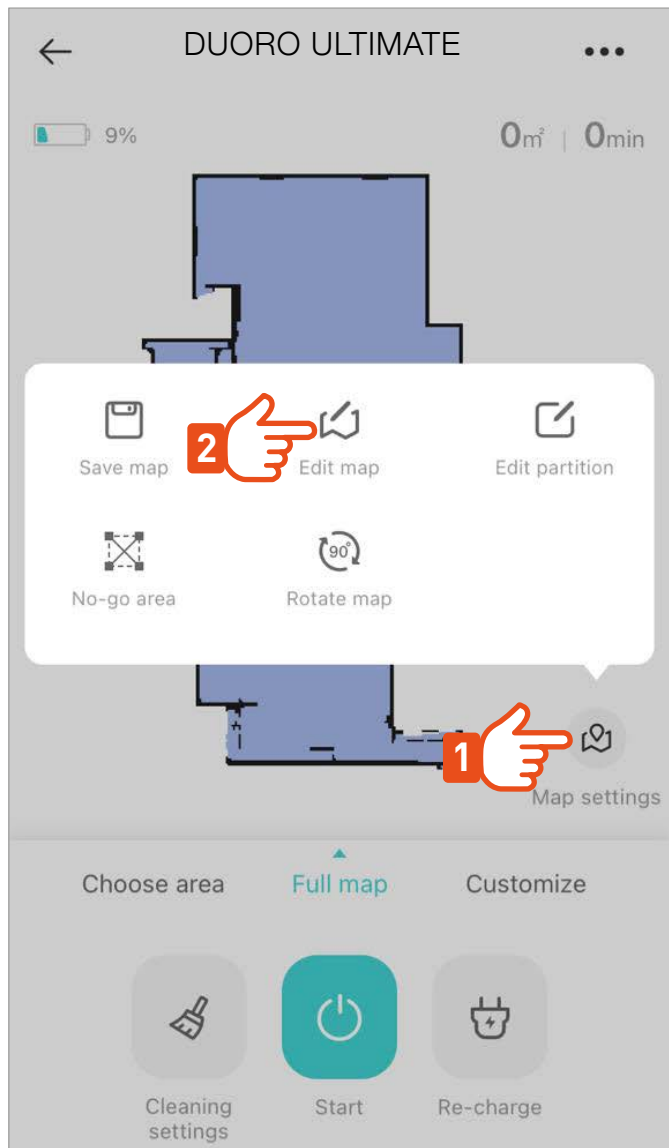 DUORO ULTIMATE
9%
0㎡ | 0min
Save map
2
Edit map
Edit partition
No-go area
90°
Rotate map
1
Map settings
Choose area
Full map
Customize
Cleaning
settings
Start
Re-charge